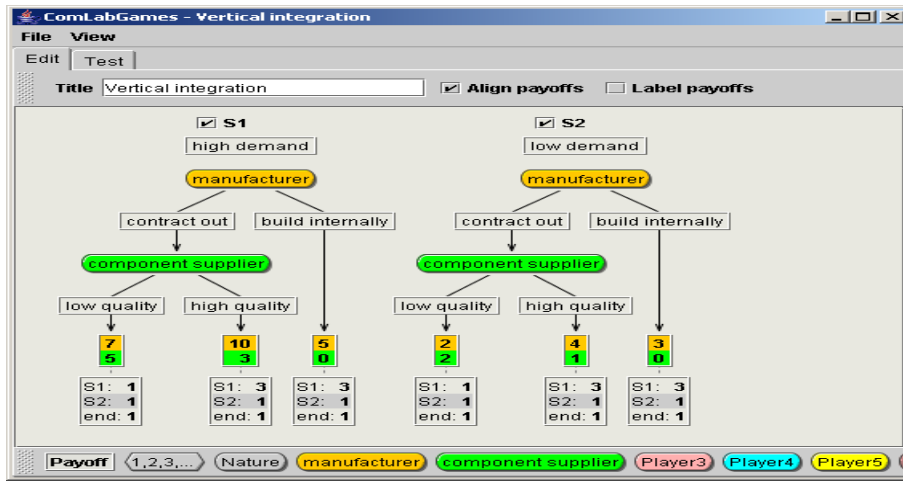 ComLabGames - Vertical integration
File View
Edit Test
Title Vertical integration Align payoffs Label payoffs
S1 S2
high demand low demand
manufacturer manufacturer
contract out build internally contract out build internally
component supplier component supplier
low quality high quality low quality high quality
7 10 5 2 4 3
5 3 0 2 1 0
S1: 1 S1: 3 S1: 3 S1: 1 S1: 3 S1: 3
S2: 1 S2: 1 S2: 1 S2: 1 S2: 1 S2: 1
end: 1 end: 1 end: 1 end: 1 end: 1 end: 1
Payoff 1,2,3,... Nature manufacturer component supplier Player3 Player4 Player5